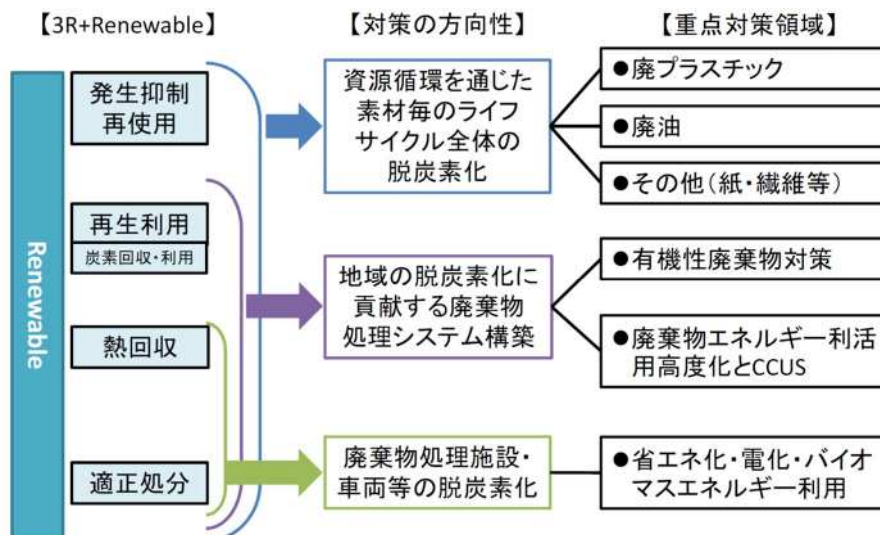 【3R+Renewable】
【対策の方向性】
【重点対策領域】
Renewable
発生抑制
再使用
再生利用
炭素回収・利用
熱回収
適正処分
資源循環を通じた
素材毎のライフ
サイクル全体の
脱炭素化
地域の脱炭素化に
貢献する廃棄物
処理システム構築
廃棄物処理施設・
車両等の脱炭素化
●廃プラスチック
●廃油
●その他（紙・繊維等）
●有機性廃棄物対策
●廃棄物エネルギー利活
用高度化とCCUS
●省エネ化・電化・バイオ
マスエネルギー利用